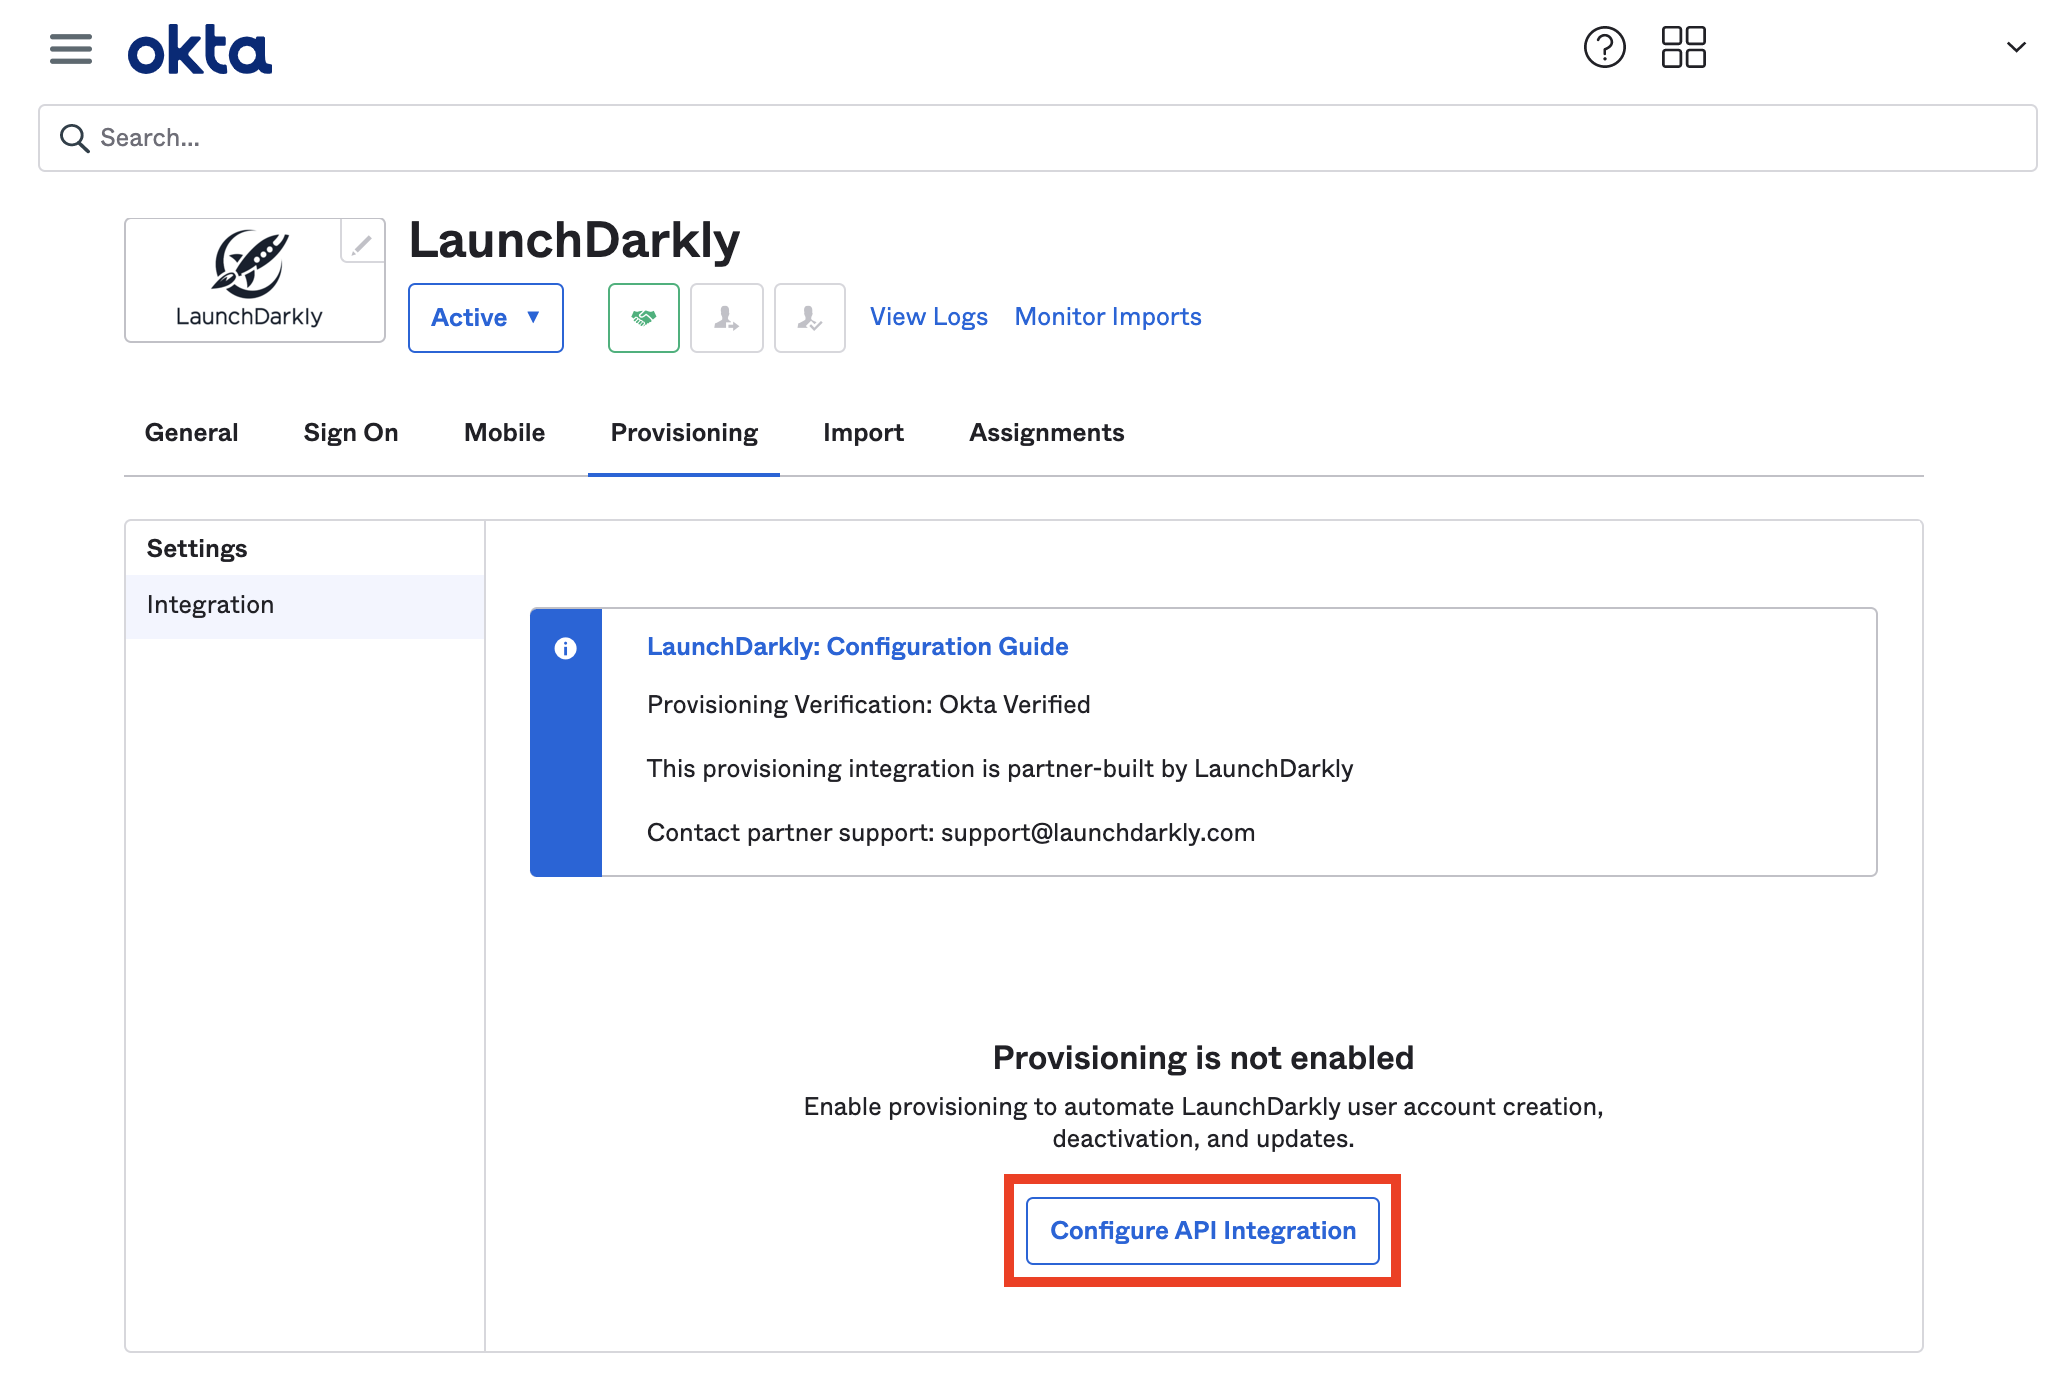 okta
Search...
LaunchDarkly
LaunchDarkly
Active
View Logs
Monitor Imports
General
Sign On
Mobile
Provisioning
Import
Assignments
Settings
Integration
LaunchDarkly: Configuration Guide
Provisioning Verification: Okta Verified
This provisioning integration is partner-built by LaunchDarkly
Contact partner support: support@launchdarkly.com
Provisioning is not enabled
Enable provisioning to automate LaunchDarkly user account creation,
deactivation, and updates.
Configure API Integration